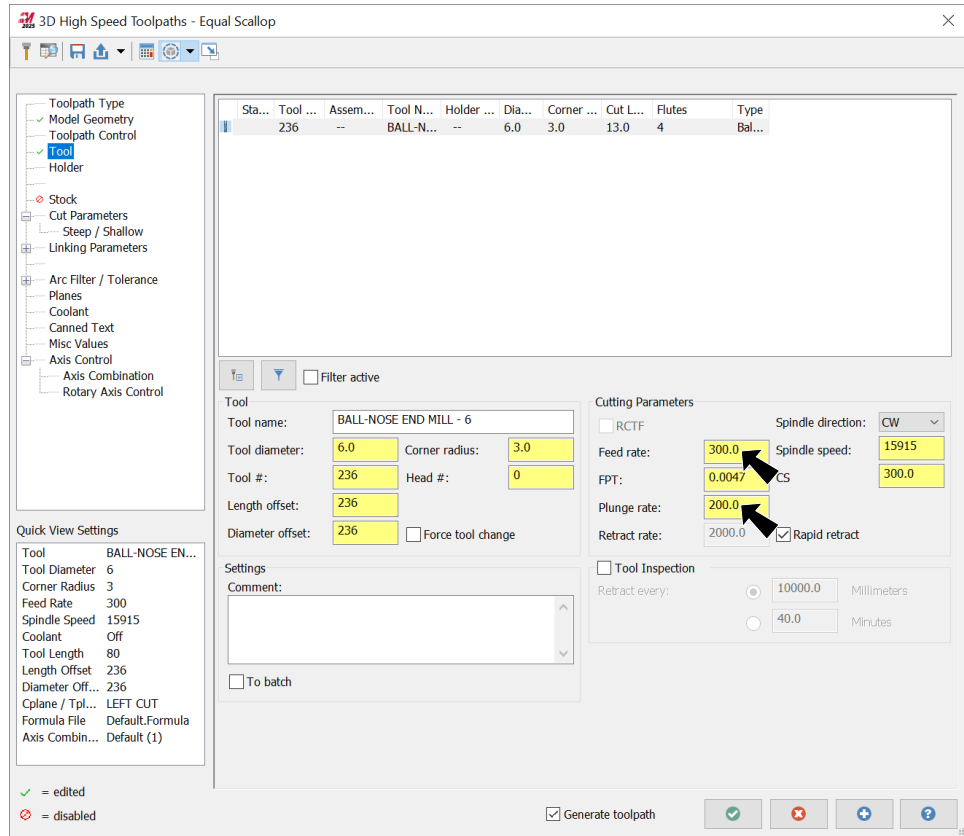 2025 3D High Speed Toolpaths - Equal Scallop
Toolpath Type
Model Geometry
Toolpath Control
Tool
Holder
Stock
Cut Parameters
Steep / Shallow
Linking Parameters
Arc Filter / Tolerance
Planes
Coolant
Canned Text
Misc Values
Axis Control
Axis Combination
Rotary Axis Control
Sta... Tool ... Assem... Tool N... Holder ... Dia... Corner ... Cut L... Flutes Type
236 -- BALL-N... -- 6.0 3.0 13.0 4 Bal...
Filter active
Tool
Tool name: BALL-NOSE END MILL - 6
Tool diameter: 6.0 Corner radius: 3.0
Tool #: 236 Head #: 0
Length offset: 236
Diameter offset: 236 Force tool change
Settings
Comment:
To batch
Cutting Parameters
RCTF Spindle direction: CW
Feed rate: 300.0 Spindle speed: 15915
FPT: 0.0047 CS 300.0
Plunge rate: 200.0
Retract rate: 2000.0 Rapid retract
Tool Inspection
Retract every: 10000.0 Millimeters
40.0 Minutes
Quick View Settings
Tool BALL-NOSE EN...
Tool Diameter 6
Corner Radius 3
Feed Rate 300
Spindle Speed 15915
Coolant Off
Tool Length 80
Length Offset 236
Diameter Off... 236
Cplane / Tpl... LEFT CUT
Formula File Default.Formula
Axis Combin... Default (1)
= edited
= disabled
Generate toolpath